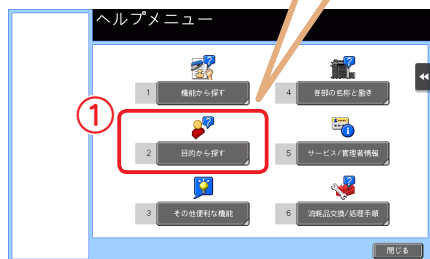 ヘルプメニュー
1 機能から探す
4 各部の名称と働き
①
2 目的から探す
5 サービス/管理者情報
3 その他便利な機能
6 消耗品交換/処理手順
閉じる